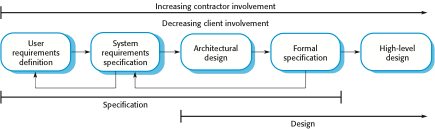 Increasing contractor involvement
Decreasing client involvement
User
requirements
definition
System
requirements
specification
Architectural
design
Formal
specification
High-level
design
Specification
Design